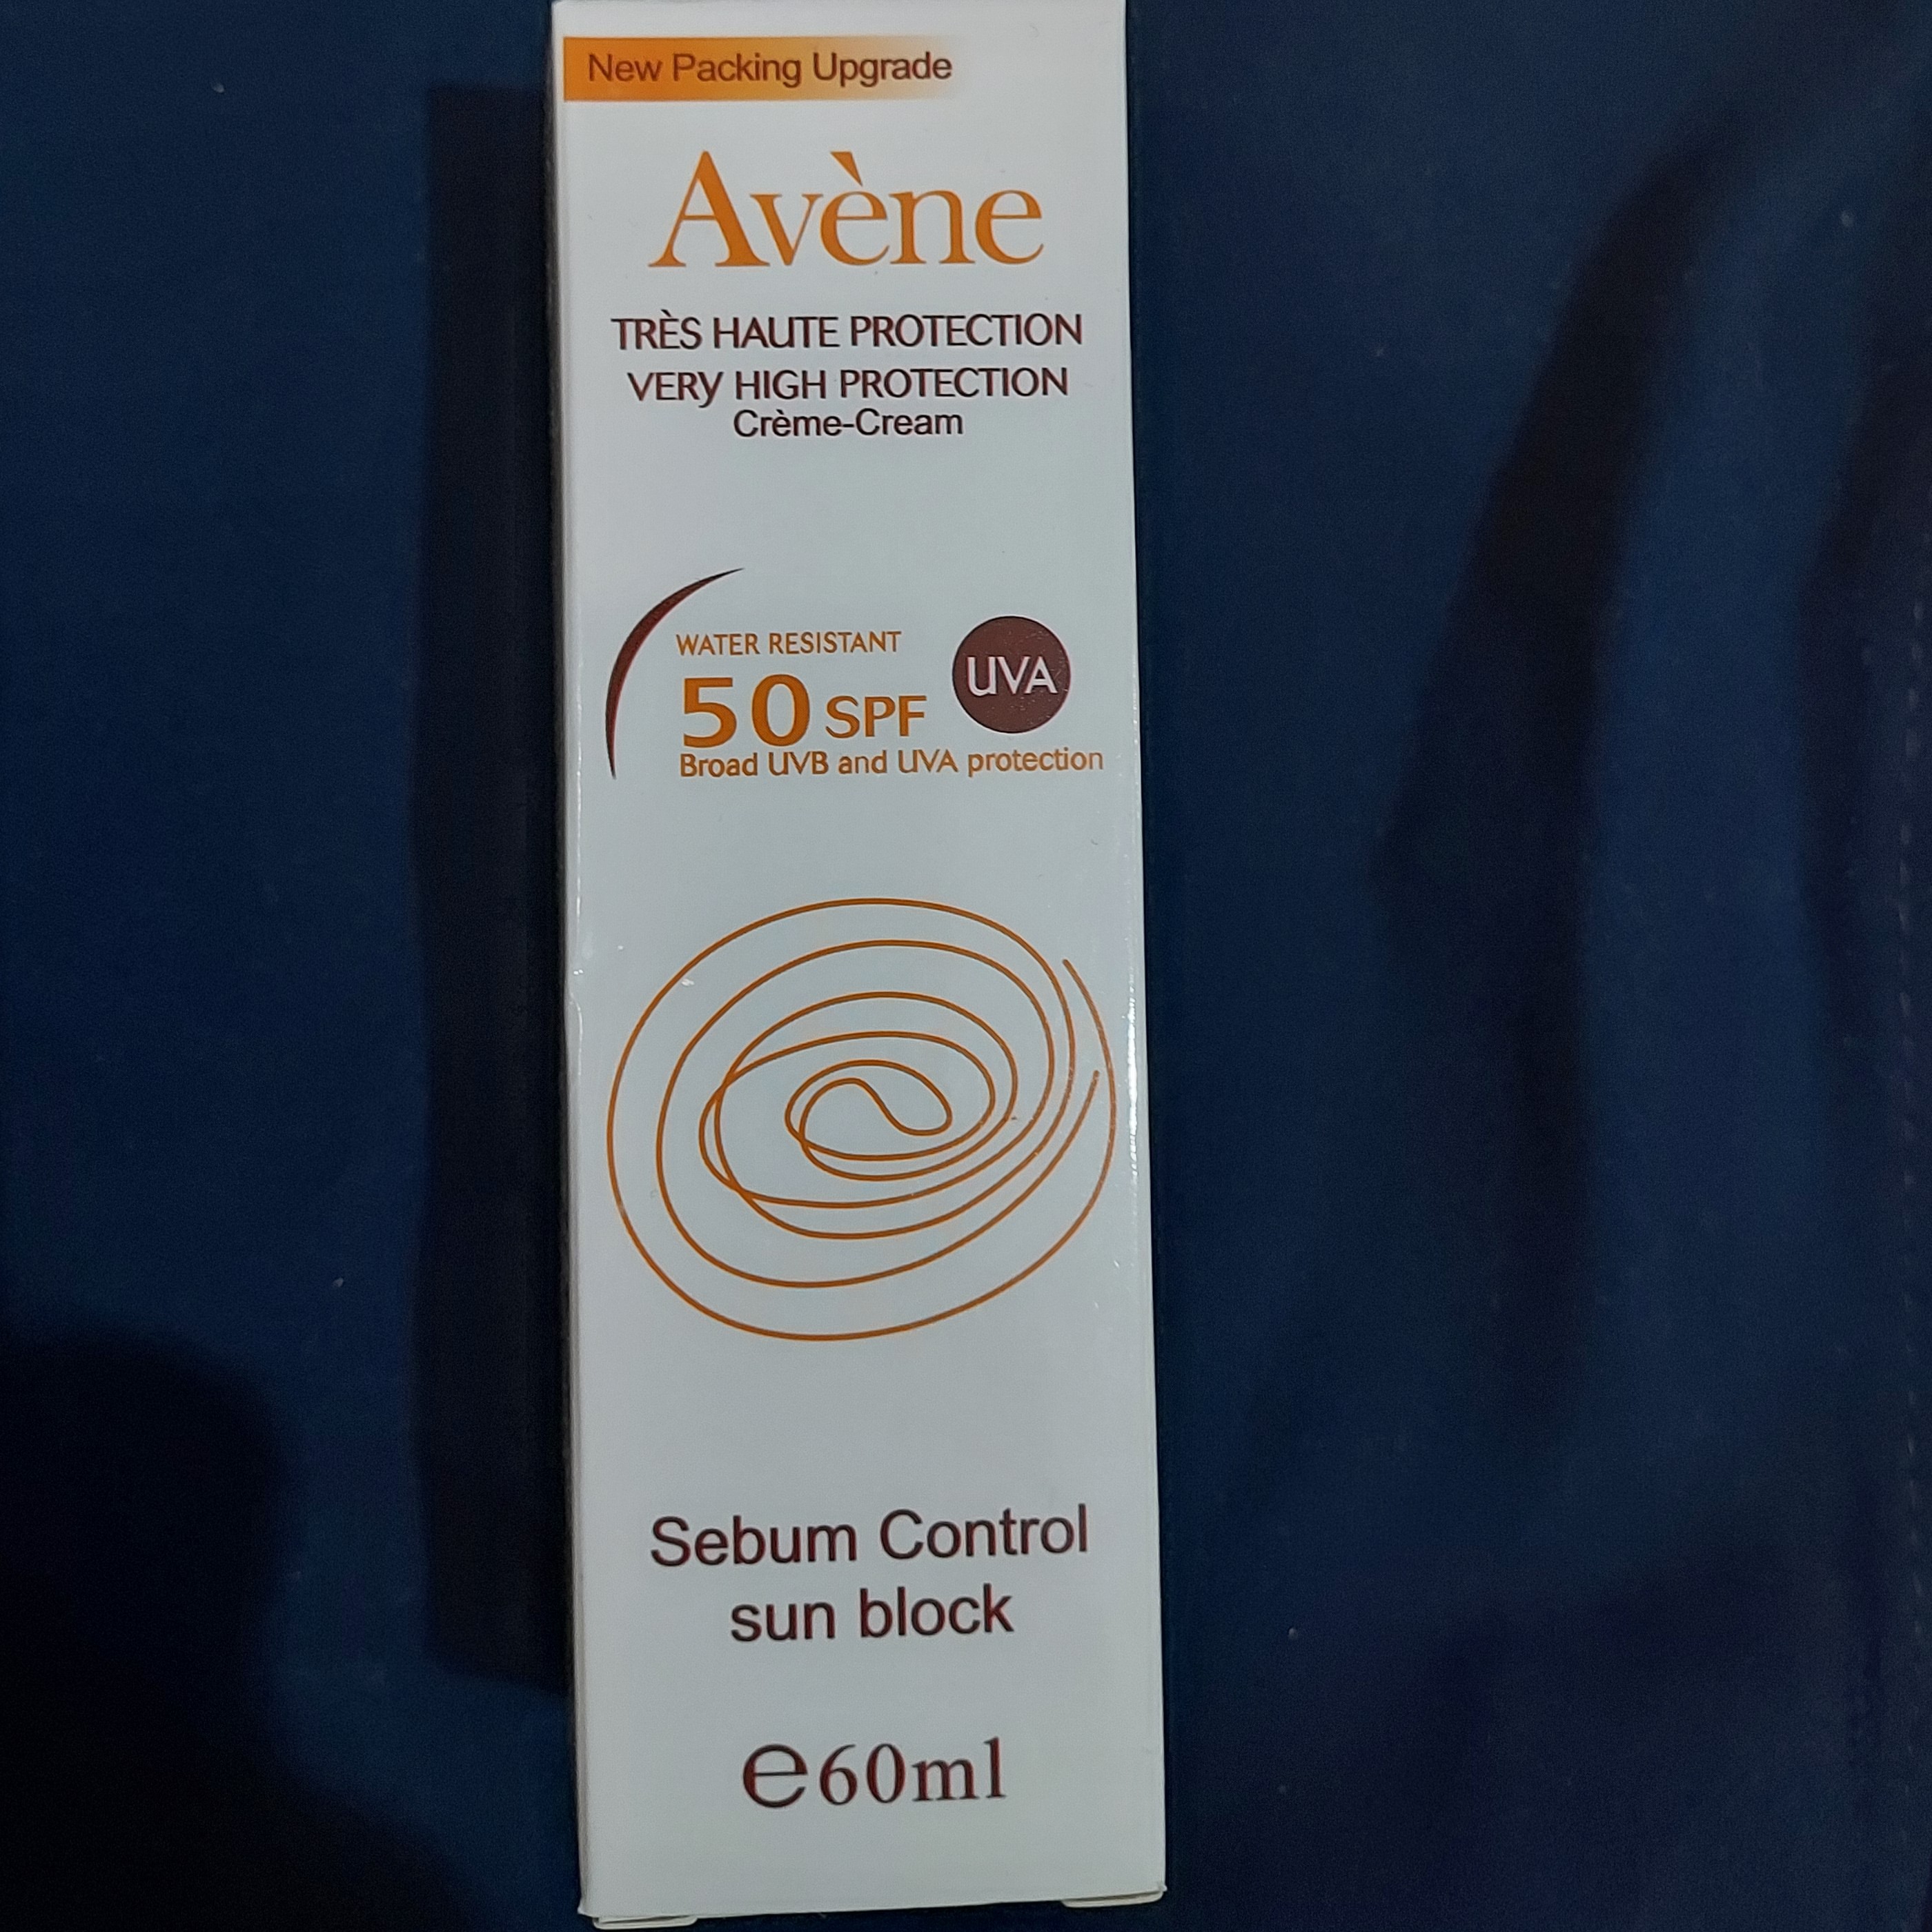 New Packing Upgrade
Avène
TRÈS HAUTE PROTECTION
VERY HIGH PROTECTION
Crème-Cream
WATER RESISTANT
50 SPF
UVA
Broad UVB and UVA protection
Sebum Control
sun block
℮60ml